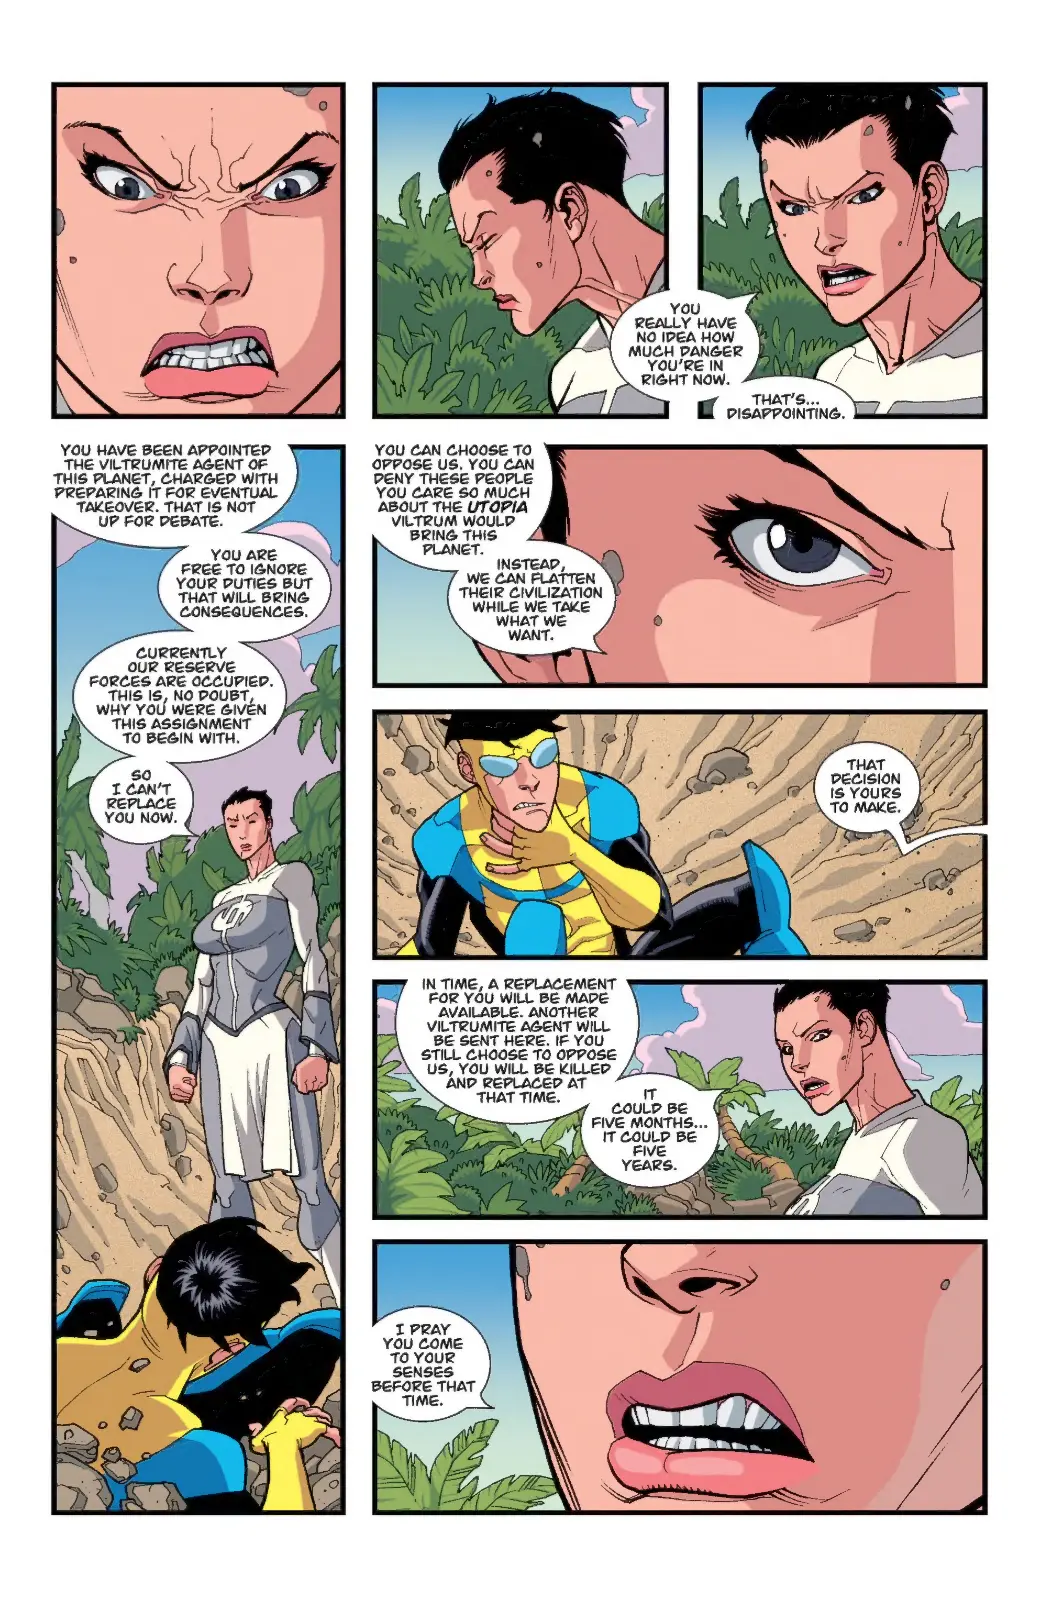 YOU
REALLY HAVE
NO IDEA HOW
MUCH DANGER
YOU'RE IN
RIGHT NOW.
THAT'S...
DISAPPOINTING.
YOU HAVE BEEN APPOINTED
THE VILTRUMITE AGENT OF
THIS PLANET, CHARGED WITH
PREPARING IT FOR EVENTUAL
TAKEOVER. THAT IS NOT
UP FOR DEBATE.
YOU ARE
FREE TO IGNORE
YOUR DUTIES BUT
THAT WILL BRING
CONSEQUENCES.
CURRENTLY
OUR RESERVE
FORCES ARE OCCUPIED.
THIS IS, NO DOUBT,
WHY YOU WERE GIVEN
THIS ASSIGNMENT
TO BEGIN WITH.
SO
I CAN'T
REPLACE
YOU NOW.
YOU CAN CHOOSE TO
OPPOSE US. YOU CAN
DENY THESE PEOPLE
YOU CARE SO MUCH
ABOUT THE UTOPIA
VILTRUM WOULD
BRING THIS
PLANET.
INSTEAD,
WE CAN FLATTEN
THEIR CIVILIZATION
WHILE WE TAKE
WHAT WE
WANT.
THAT
DECISION
IS YOURS
TO MAKE.
IN TIME, A REPLACEMENT
FOR YOU WILL BE MADE
AVAILABLE. ANOTHER
VILTRUMITE AGENT WILL
BE SENT HERE. IF YOU
STILL CHOOSE TO OPPOSE
US, YOU WILL BE KILLED
AND REPLACED AT
THAT TIME.
IT
COULD BE
FIVE MONTHS...
IT COULD BE
FIVE
YEARS.
I PRAY
YOU COME
TO YOUR
SENSES
BEFORE THAT
TIME.